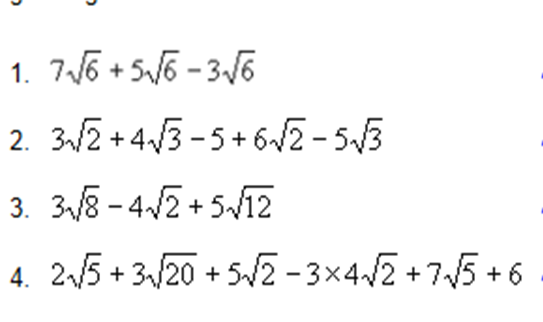 1. 7√6 + 5√6 − 3√6
2. 3√2 + 4√3 − 5 + 6√2 − 5√3
3. 3√8 − 4√2 + 5√12
4. 2√5 + 3√20 + 5√2 − 3×4√2 + 7√5 + 6